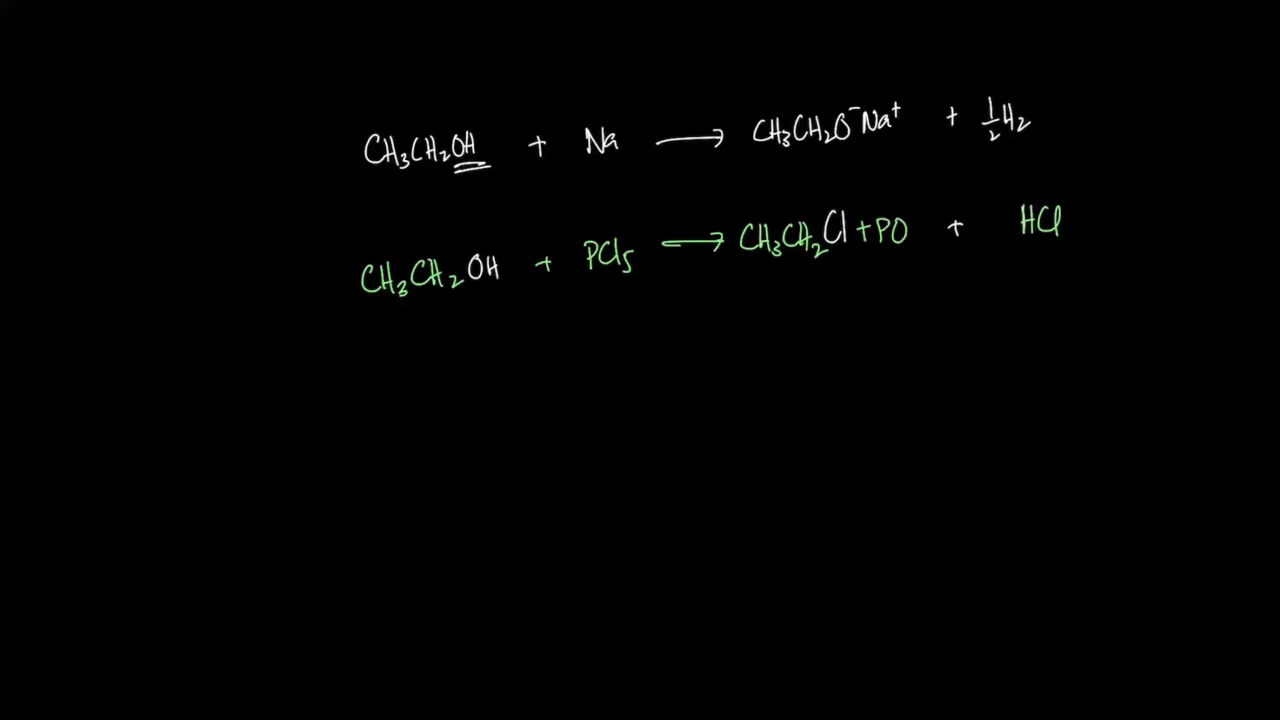 CH₃CH₂OH + Na ⟶ CH₃CH₂O⁻Na⁺ + ½H₂
CH₃CH₂OH + PCl₅ ⟶ CH₃CH₂Cl + PO + HCl